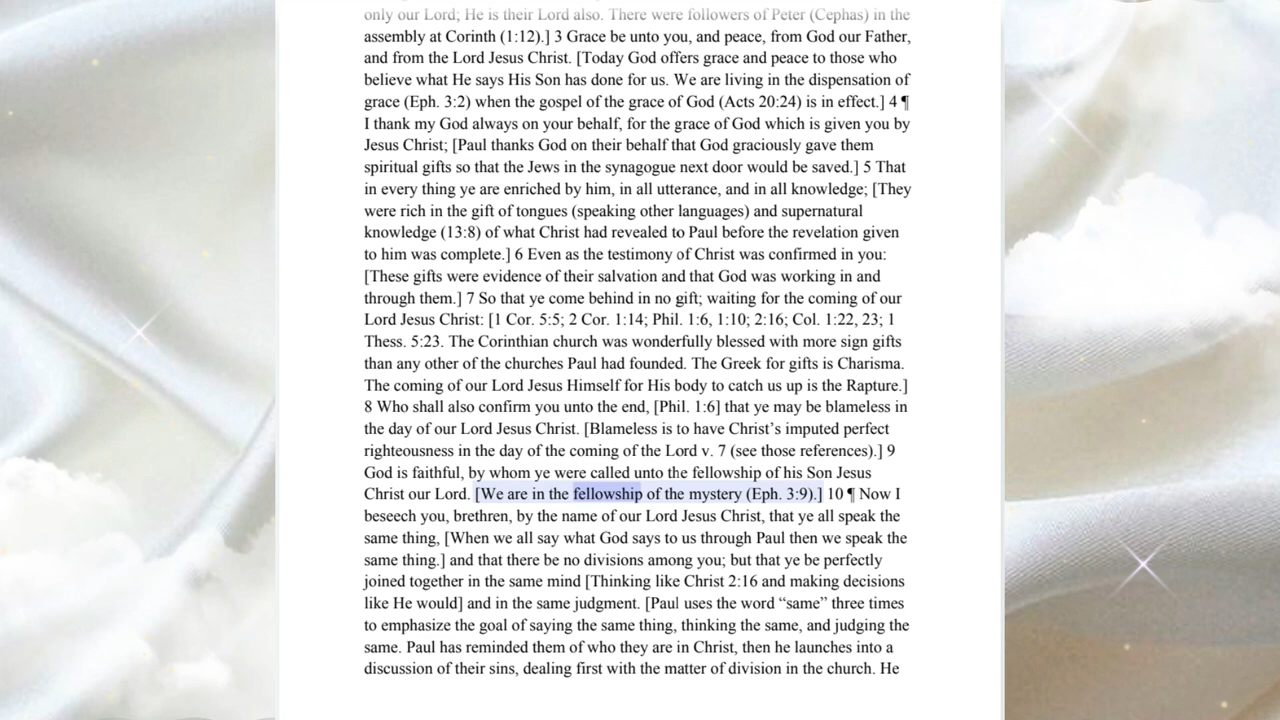 only our Lord; He is their Lord also. There were followers of Peter (Cephas) in the
assembly at Corinth (1:12).] 3 Grace be unto you, and peace, from God our Father,
and from the Lord Jesus Christ. [Today God offers grace and peace to those who
believe what He says His Son has done for us. We are living in the dispensation of
grace (Eph. 3:2) when the gospel of the grace of God (Acts 20:24) is in effect.] 4 ¶
I thank my God always on your behalf, for the grace of God which is given you by
Jesus Christ; [Paul thanks God on their behalf that God graciously gave them
spiritual gifts so that the Jews in the synagogue next door would be saved.] 5 That
in every thing ye are enriched by him, in all utterance, and in all knowledge; [They
were rich in the gift of tongues (speaking other languages) and supernatural
knowledge (13:8) of what Christ had revealed to Paul before the revelation given
to him was complete.] 6 Even as the testimony of Christ was confirmed in you:
[These gifts were evidence of their salvation and that God was working in and
through them.] 7 So that ye come behind in no gift; waiting for the coming of our
Lord Jesus Christ: [1 Cor. 5:5; 2 Cor. 1:14; Phil. 1:6, 1:10; 2:16; Col. 1:22, 23; 1
Thess. 5:23. The Corinthian church was wonderfully blessed with more sign gifts
than any other of the churches Paul had founded. The Greek for gifts is Charisma.
The coming of our Lord Jesus Himself for His body to catch us up is the Rapture.]
8 Who shall also confirm you unto the end, [Phil. 1:6] that ye may be blameless in
the day of our Lord Jesus Christ. [Blameless is to have Christ’s imputed perfect
righteousness in the day of the coming of the Lord v. 7 (see those references).] 9
God is faithful, by whom ye were called unto the fellowship of his Son Jesus
Christ our Lord. [We are in the fellowship of the mystery (Eph. 3:9).] 10 ¶ Now I
beseech you, brethren, by the name of our Lord Jesus Christ, that ye all speak the
same thing, [When we all say what God says to us through Paul then we speak the
same thing.] and that there be no divisions among you; but that ye be perfectly
joined together in the same mind [Thinking like Christ 2:16 and making decisions
like He would] and in the same judgment. [Paul uses the word “same” three times
to emphasize the goal of saying the same thing, thinking the same, and judging the
same. Paul has reminded them of who they are in Christ, then he launches into a
discussion of their sins, dealing first with the matter of division in the church. He